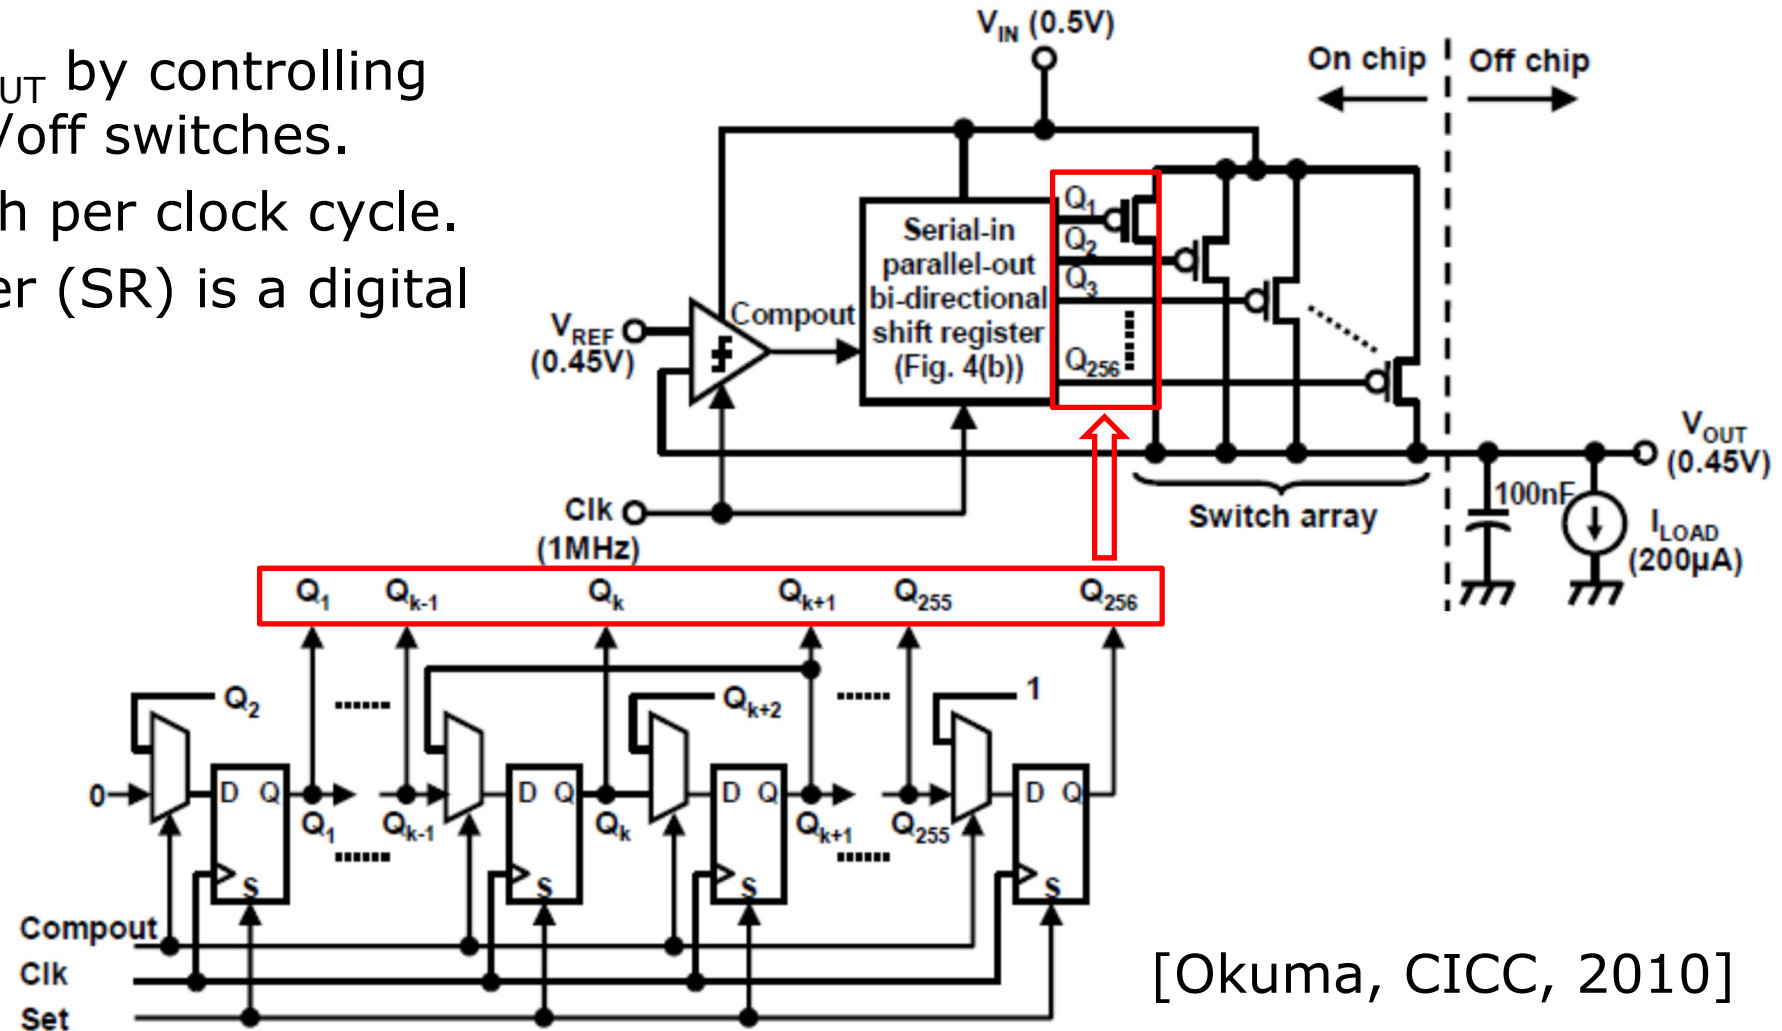 UT by controlling
/off switches.
h per clock cycle.
er (SR) is a digital
VIN (0.5V)
On chip
Off chip
Q1
Q2
Q3
Q256
Serial-in
parallel-out
bi-directional
shift register
(Fig. 4(b))
Compout
VREF
(0.45V)
VOUT
(0.45V)
Clk
(1MHz)
Switch array
100nF
ILOAD
(200µA)
Q1 Qk-1 Qk Qk+1 Q255 Q256
Q2 Qk+2 1
0 D Q D Q D Q D Q
Q1 Qk-1 Qk Qk+1 Q255
S S S S
Compout
Clk
Set
[Okuma, CICC, 2010]